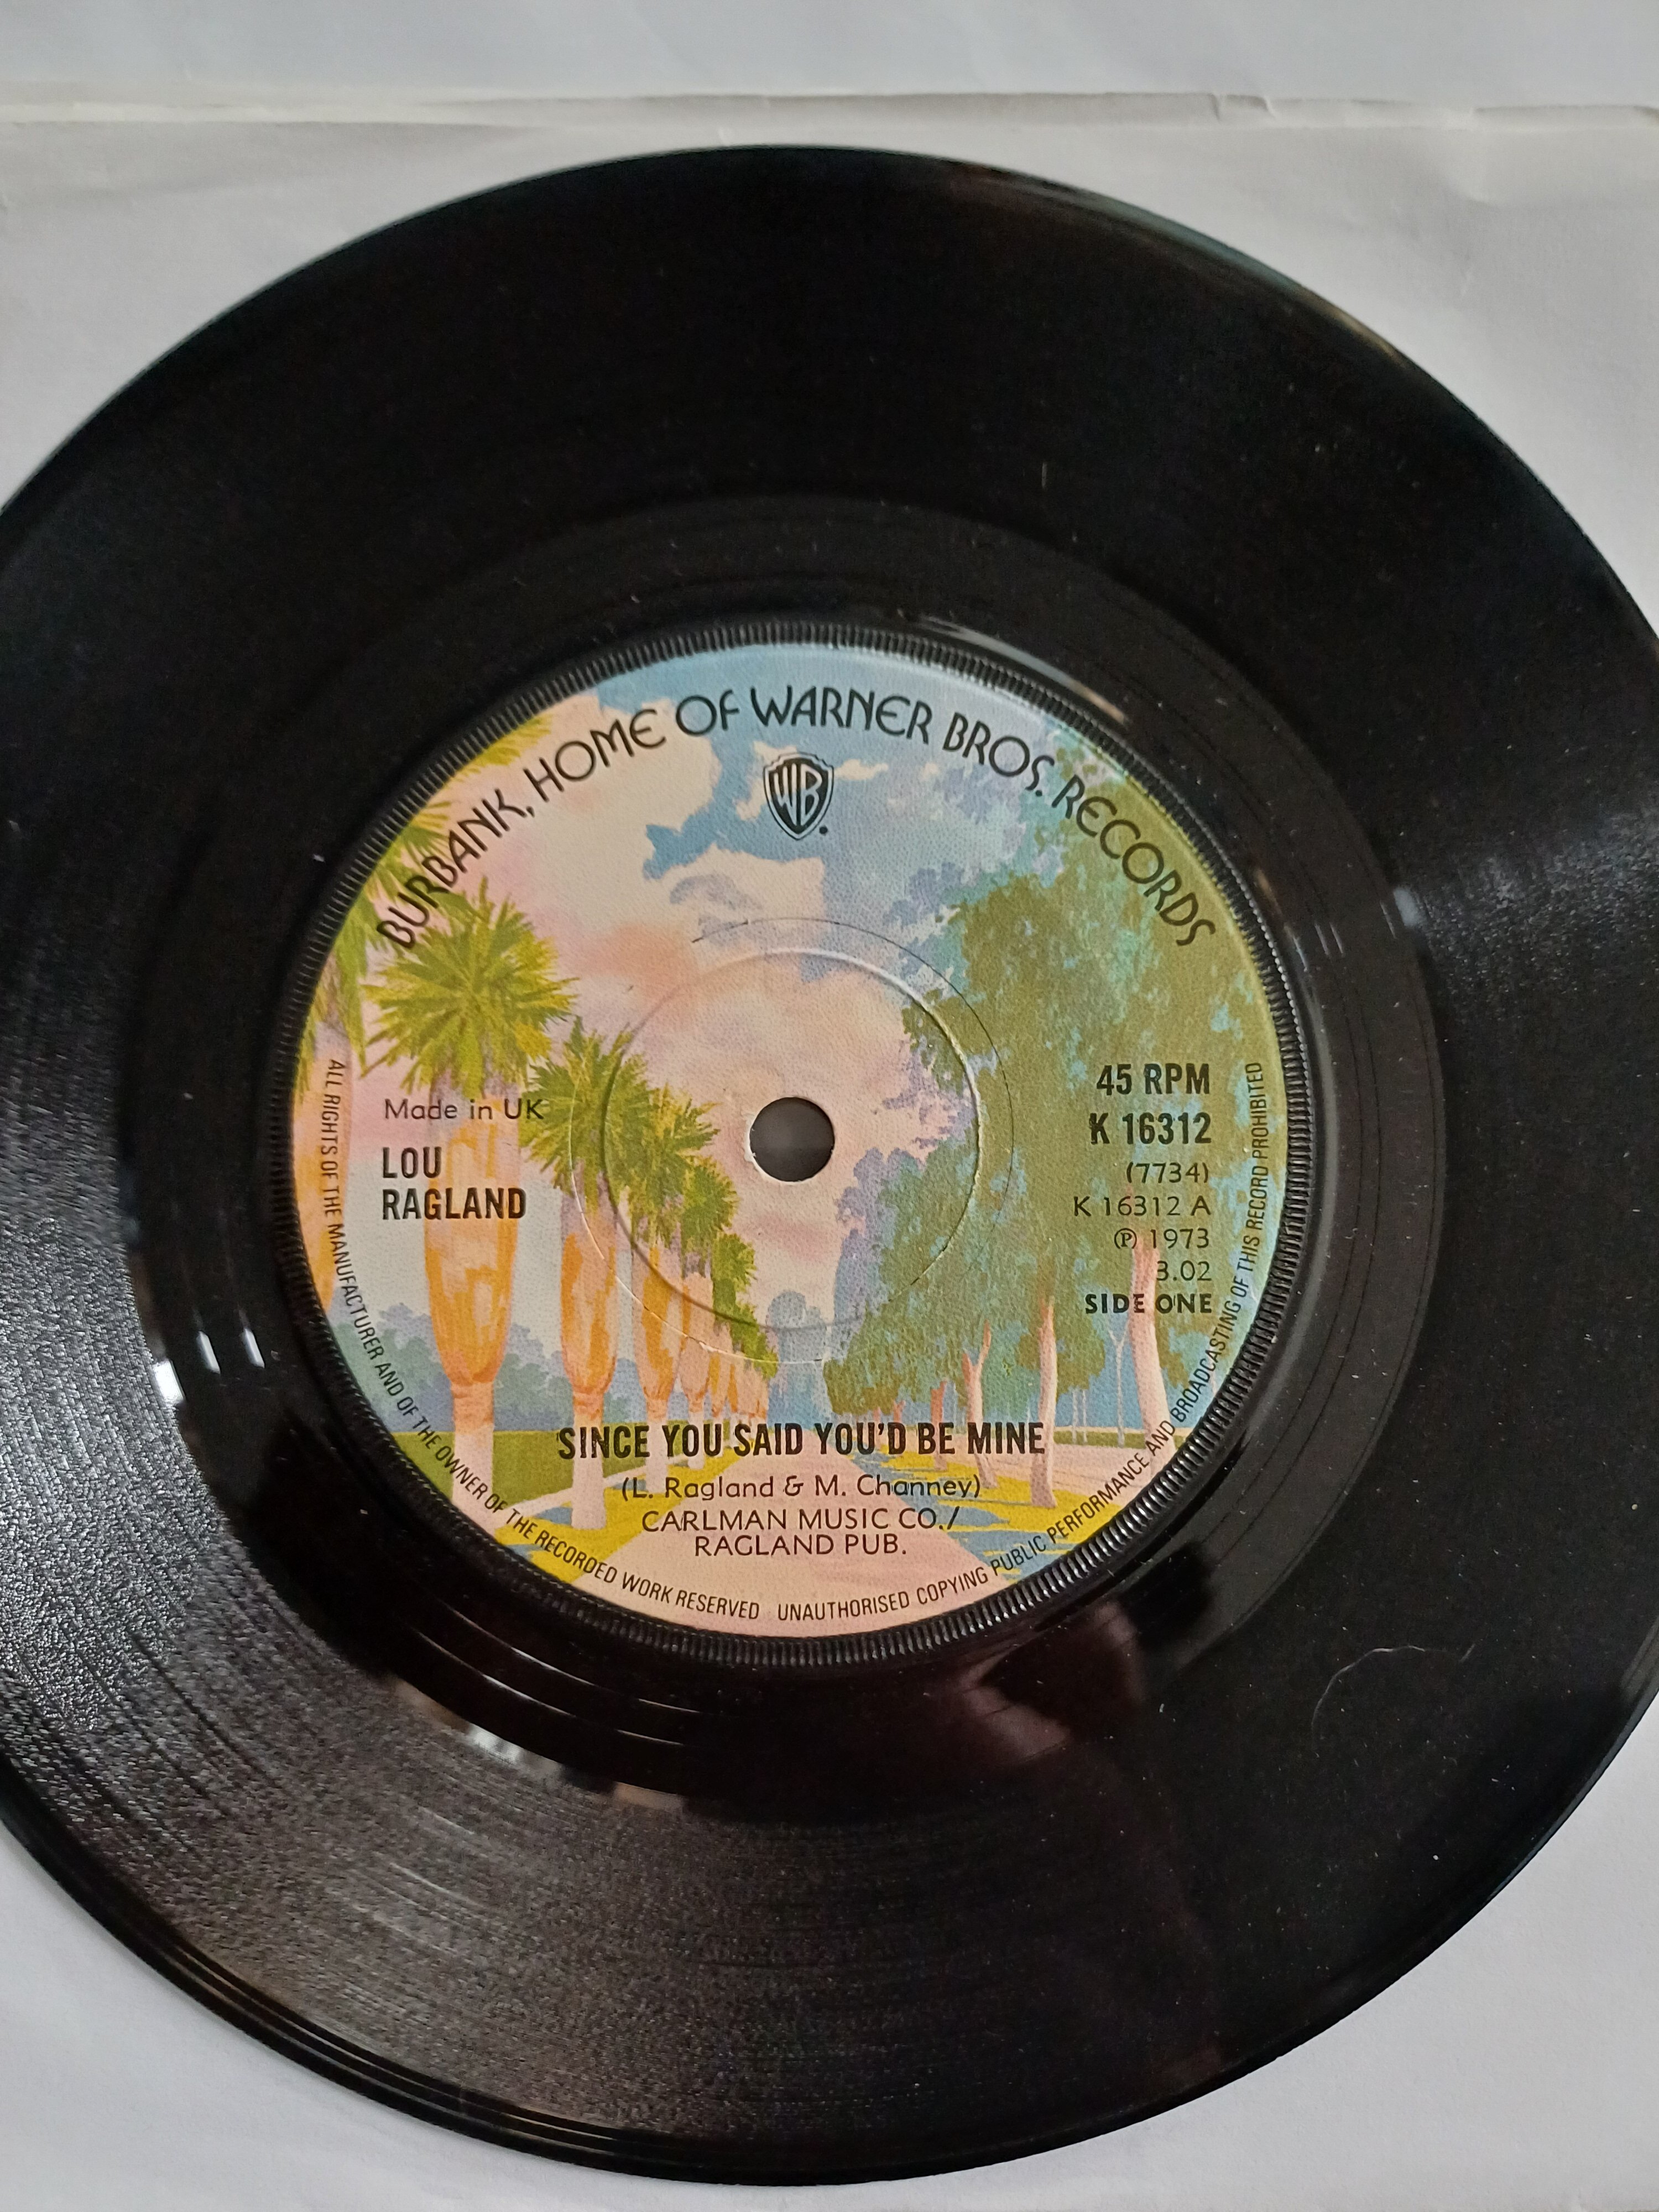 BURBANK, HOME OF WARNER BROS. RECORDS
WB
Made in UK
LOU
RAGLAND
45 RPM
K 16312
(7734)
K 16312 A
℗ 1973
3.02
SIDE ONE
SINCE YOU SAID YOU'D BE MINE
(L. Ragland & M. Channey)
CARLMAN MUSIC CO./
RAGLAND PUB.
ALL RIGHTS OF THE MANUFACTURER AND OF THE OWNER OF THE RECORDED WORK RESERVED UNAUTHORISED COPYING PUBLIC PERFORMANCE AND BROADCASTING OF THIS RECORD PROHIBITED